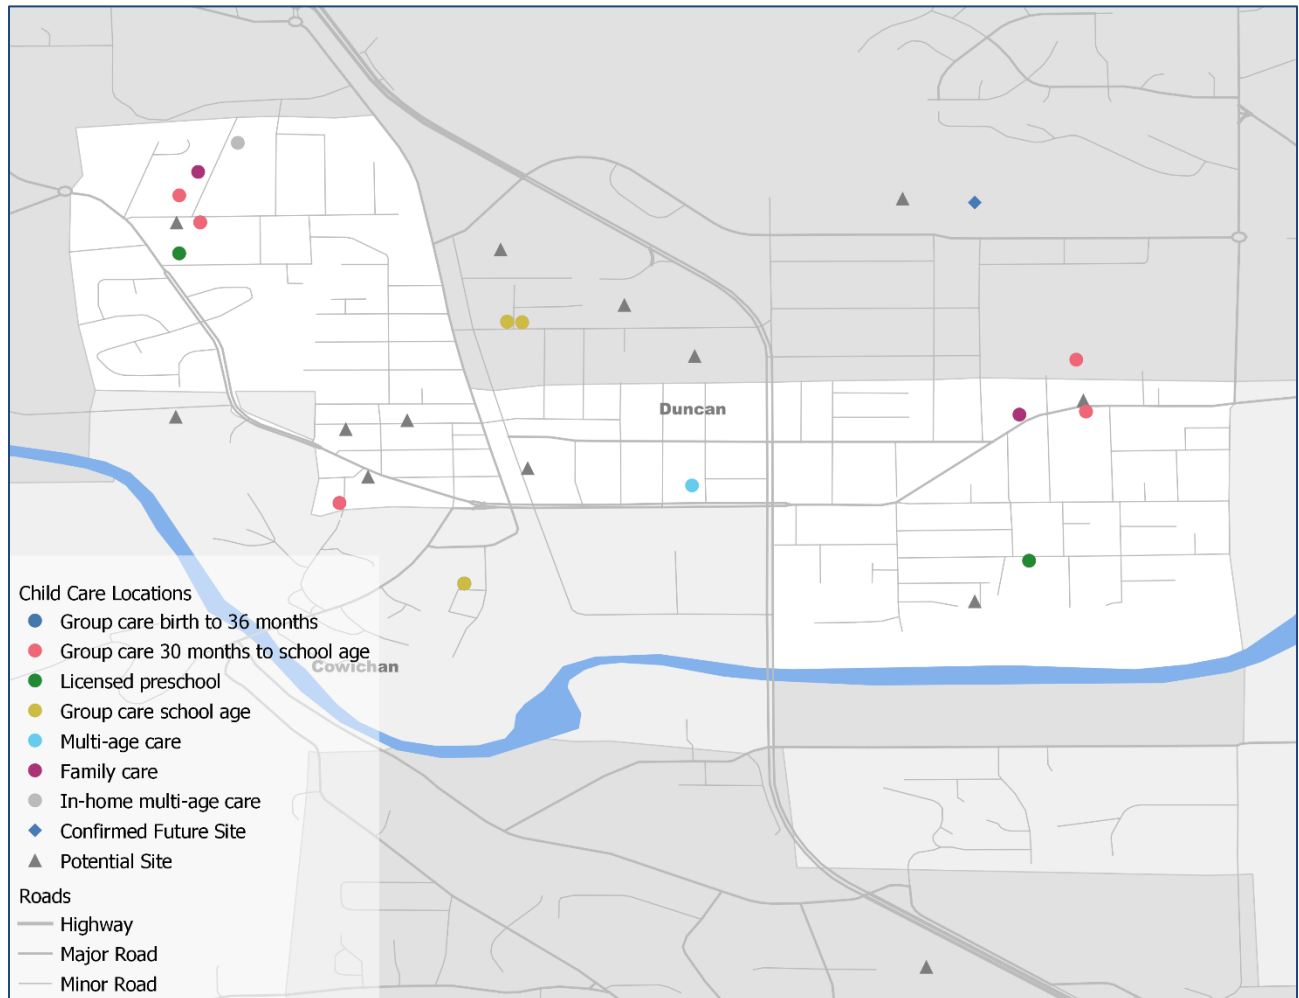 Duncan
Child Care Locations
Group care birth to 36 months
Group care 30 months to school age
Cowichan
Licensed preschool
Group care school age
Multi-age care
Family care
In-home multi-age care
Confirmed Future Site
Potential Site
Roads
Highway
Major Road
Minor Road